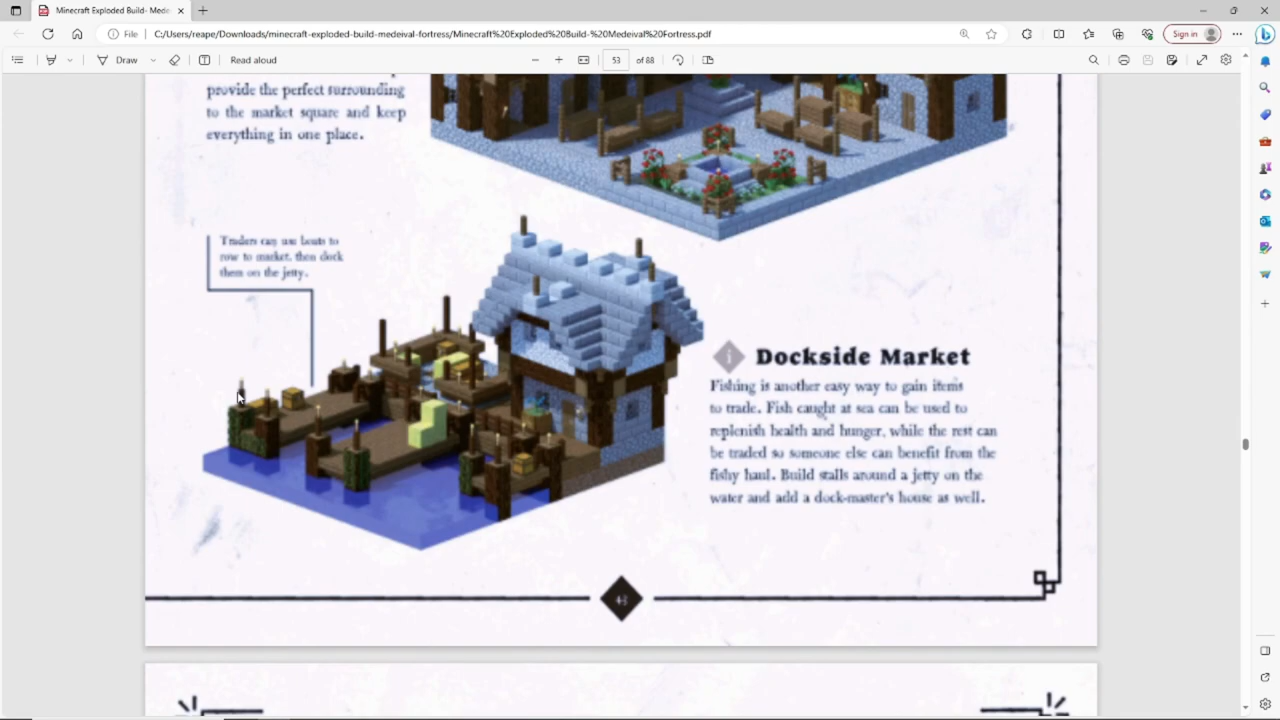 Minecraft Exploded Build- Mede
File
C:/Users/reape/Downloads/minecraft-exploded-build-medeival-fortress/Minecraft%20Exploded%20Build-%20Medeival%20Fortress.pdf
Sign in
Draw
Read aloud
53
of 88
provide the perfect surrounding
to the market square and keep
everything in one place.
Traders can use boats to
row to market, then dock
them on the jetty.
i
Dockside Market
Fishing is another easy way to gain items
to trade. Fish caught at sea can be used to
replenish health and hunger, while the rest can
be traded so someone else can benefit from the
fishy haul. Build stalls around a jetty on the
water and add a dock-master's house as well.